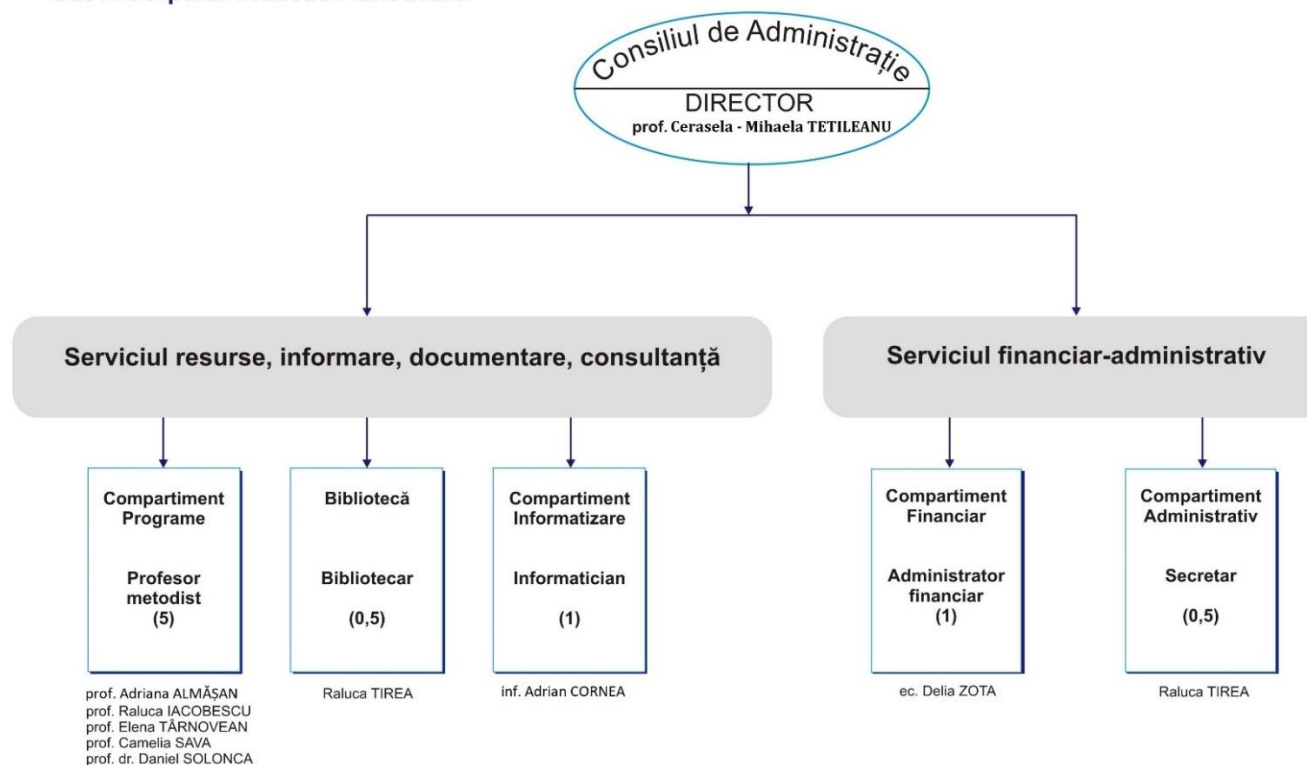 Consiliul de Administrație
DIRECTOR
prof. Cerasela - Mihaela TETILEANU
Serviciul resurse, informare, documentare, consultanță
Serviciul financiar-administrativ
Compartiment
Programe
Profesor
metodist
(5)
Bibliotecă
Bibliotecar
(0,5)
Compartiment
Informatizare
Informatician
(1)
Compartiment
Financiar
Administrator
financiar
(1)
Compartiment
Administrativ
Secretar
(0,5)
prof. Adriana ALMĂȘAN
prof. Raluca IACOBESCU
prof. Elena TÂRNOVEAN
prof. Camelia SAVA
prof. dr. Daniel SOLONCA
Raluca TIREA
inf. Adrian CORNEA
ec. Delia ZOTA
Raluca TIREA